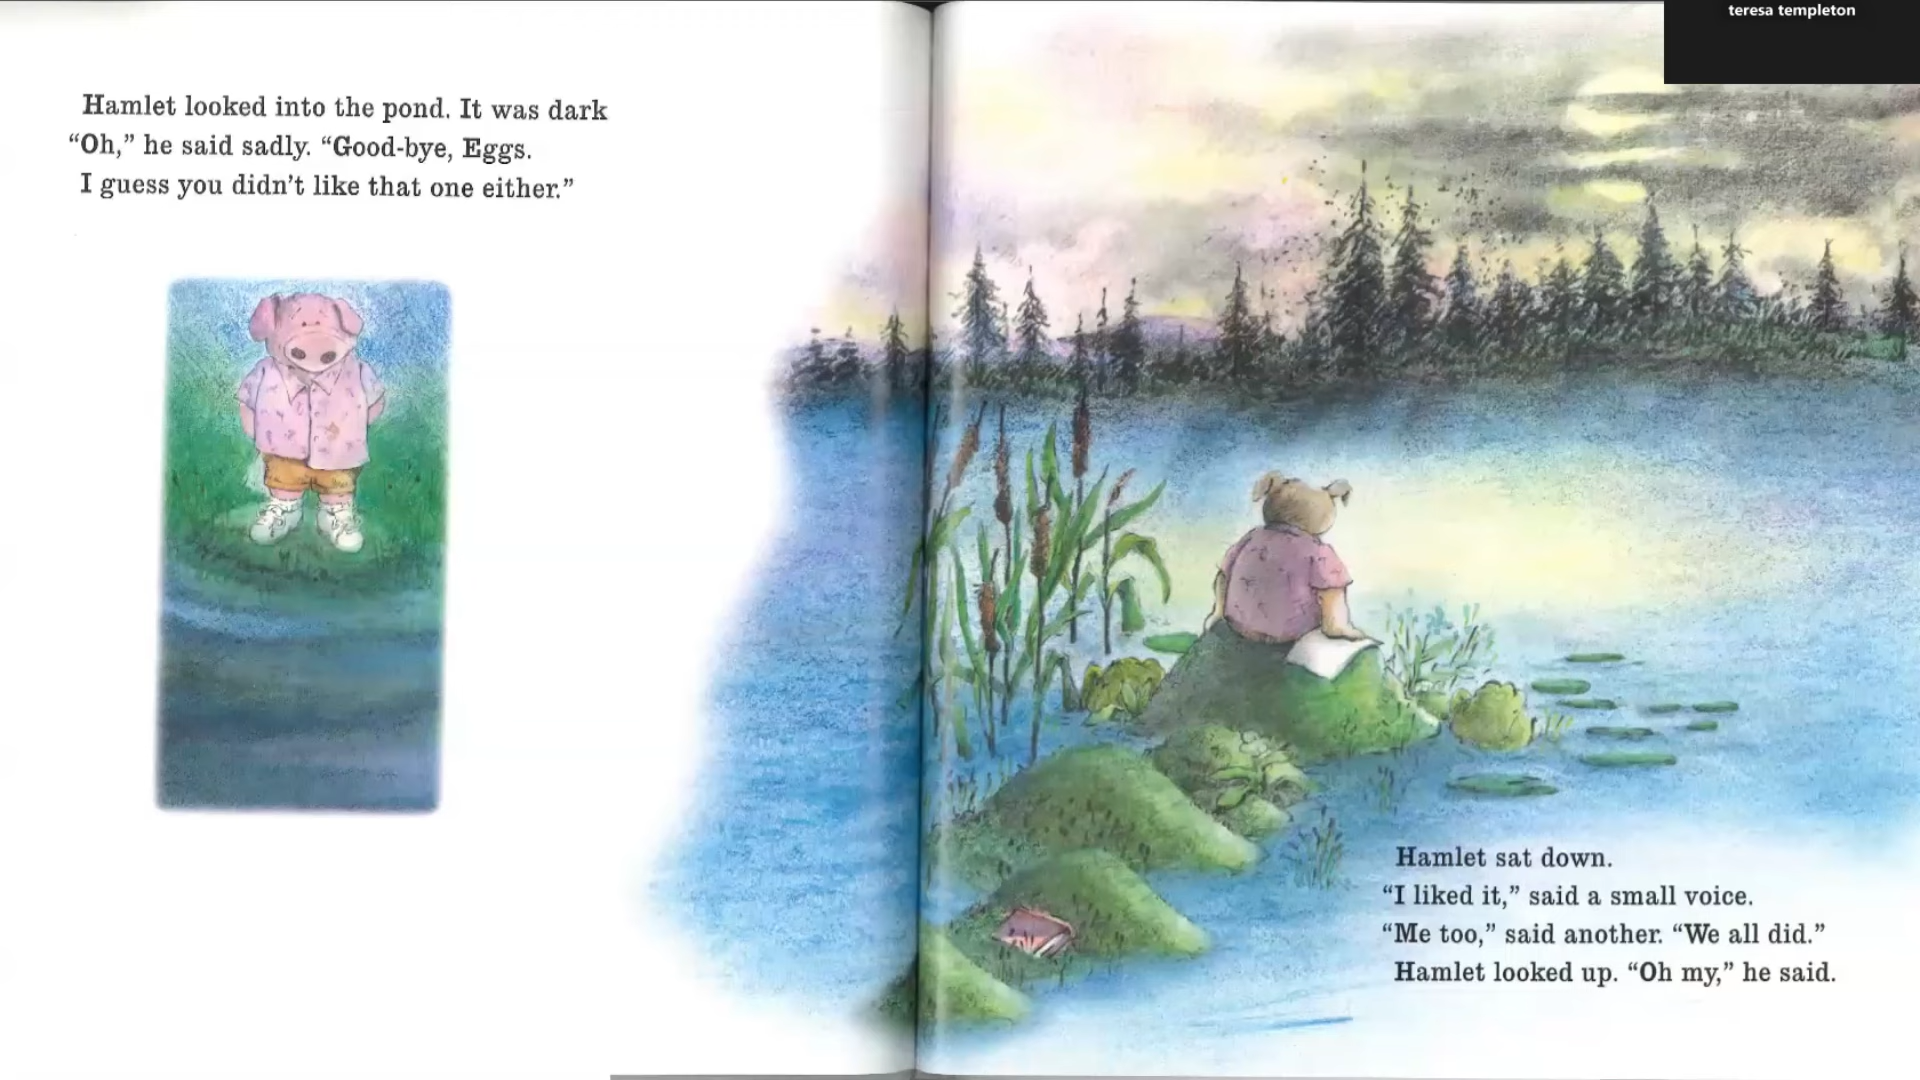 teresa templeton
Hamlet looked into the pond. It was dark
“Oh,” he said sadly. “Good-bye, Eggs.
I guess you didn’t like that one either.”
Hamlet sat down.
“I liked it,” said a small voice.
“Me too,” said another. “We all did.”
Hamlet looked up. “Oh my,” he said.